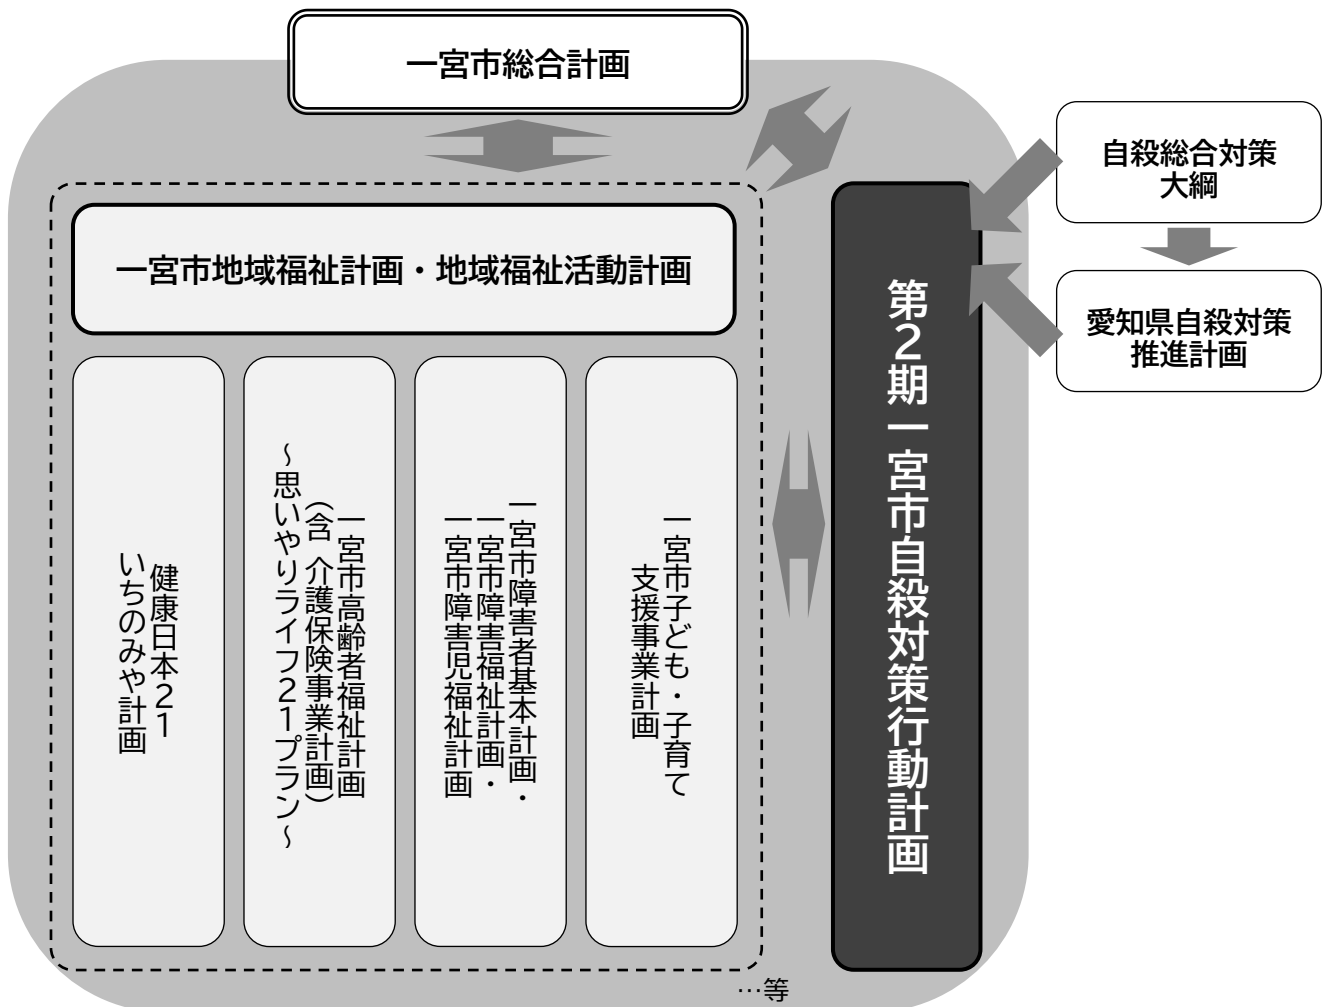 一宮市総合計画
自殺総合対策
大綱
愛知県自殺対策
推進計画
一宮市地域福祉計画・地域福祉活動計画
健康日本21
いちのみや計画
一宮市高齢者福祉計画
(含 介護保険事業計画)
~思いやりライフ21プラン~
一宮市障害者基本計画・
一宮市障害福祉計画・
一宮市障害児福祉計画
一宮市子ども・子育て
支援事業計画
第2期一宮市自殺対策行動計画
…等